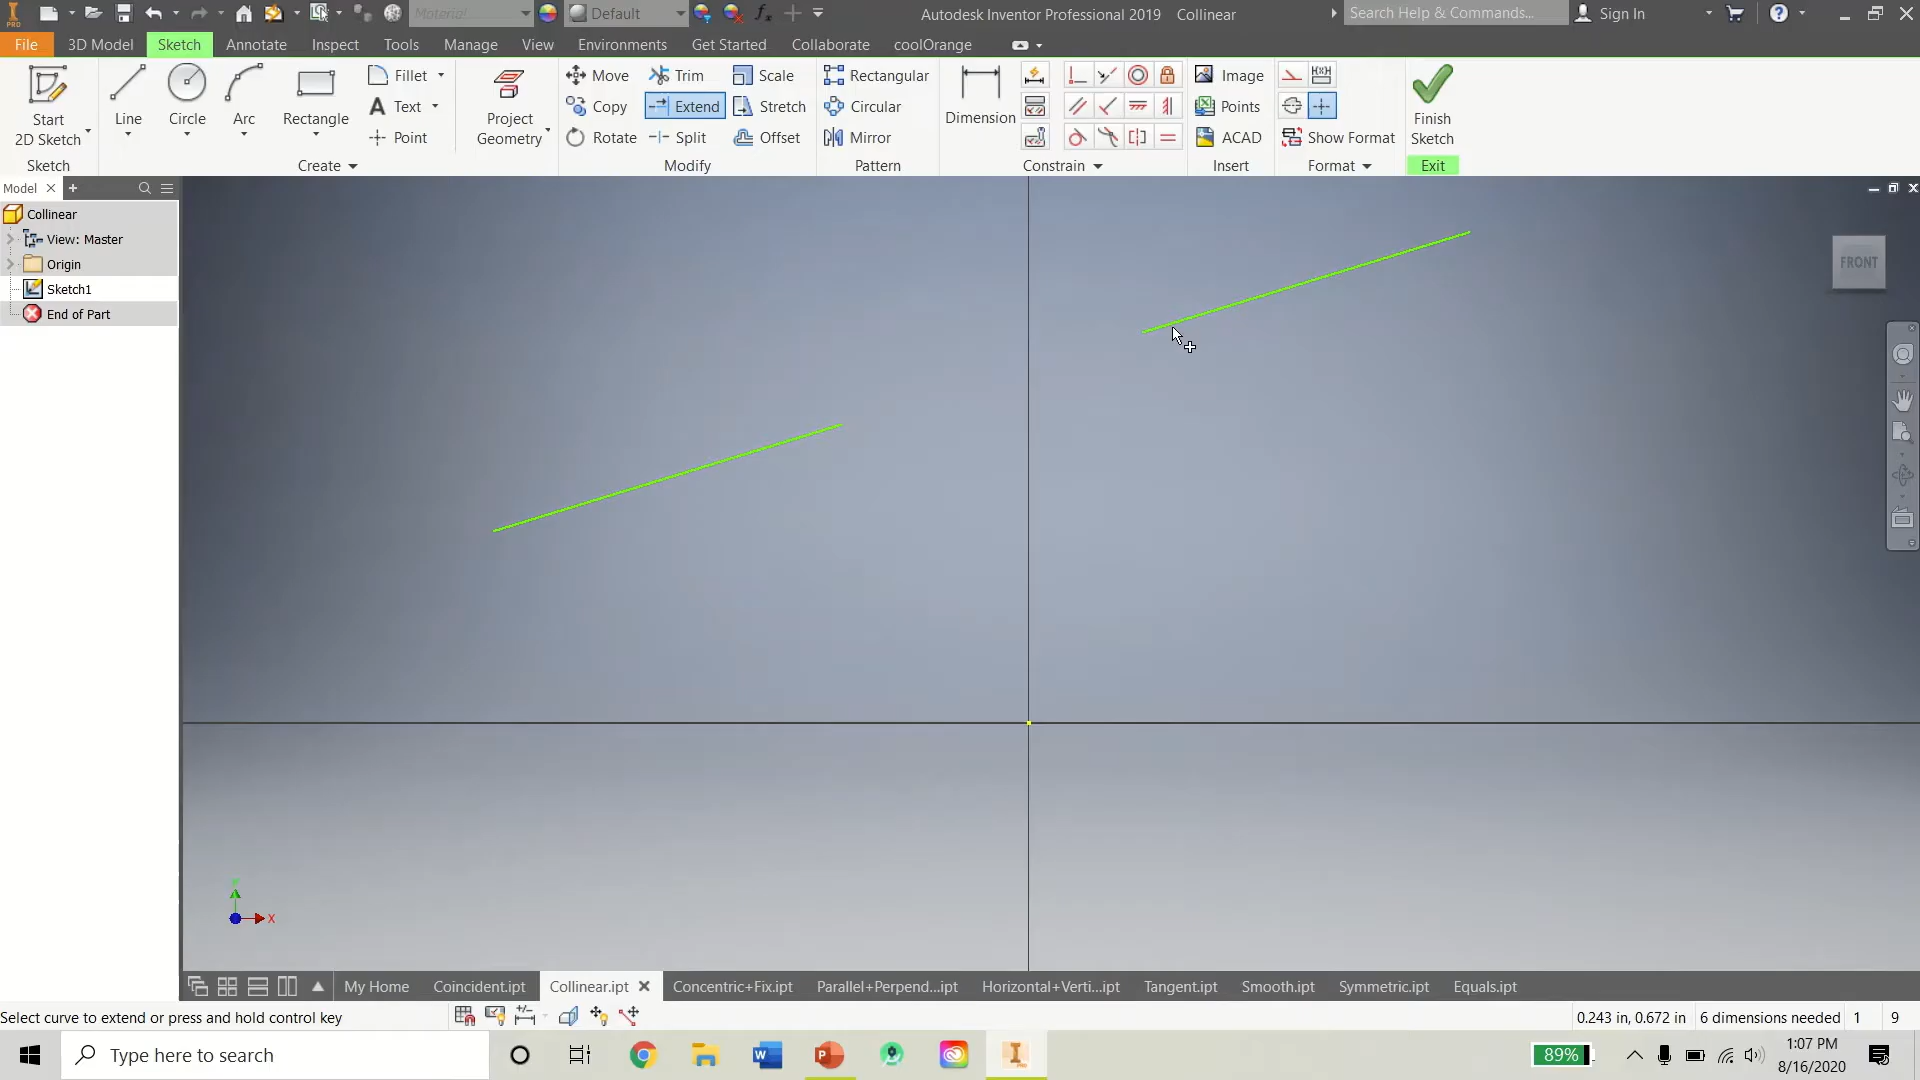 PRO
Material
Default
fx
Autodesk Inventor Professional 2019 Collinear
Search Help & Commands...
Sign In
File 3D Model Sketch Annotate Inspect Tools Manage View Environments Get Started Collaborate coolOrange
Start
2D Sketch
Line
Circle
Arc
Rectangle
Fillet
Text
Point
Project
Geometry
Move
Copy
Rotate
Trim
Extend
Split
Scale
Stretch
Offset
Rectangular
Circular
Mirror
Dimension
Image
Points
ACAD
Show Format
Finish
Sketch
Sketch Create Modify Pattern Constrain Insert Format Exit
Model
Collinear
View: Master
Origin
Sketch1
End of Part
FRONT
X
My Home Coincident.ipt Collinear.ipt Concentric+Fix.ipt Parallel+Perpend...ipt Horizontal+Verti...ipt Tangent.ipt Smooth.ipt Symmetric.ipt Equals.ipt
Select curve to extend or press and hold control key
0.243 in, 0.672 in 6 dimensions needed 1 9
Type here to search
89%
1:07 PM
8/16/2020